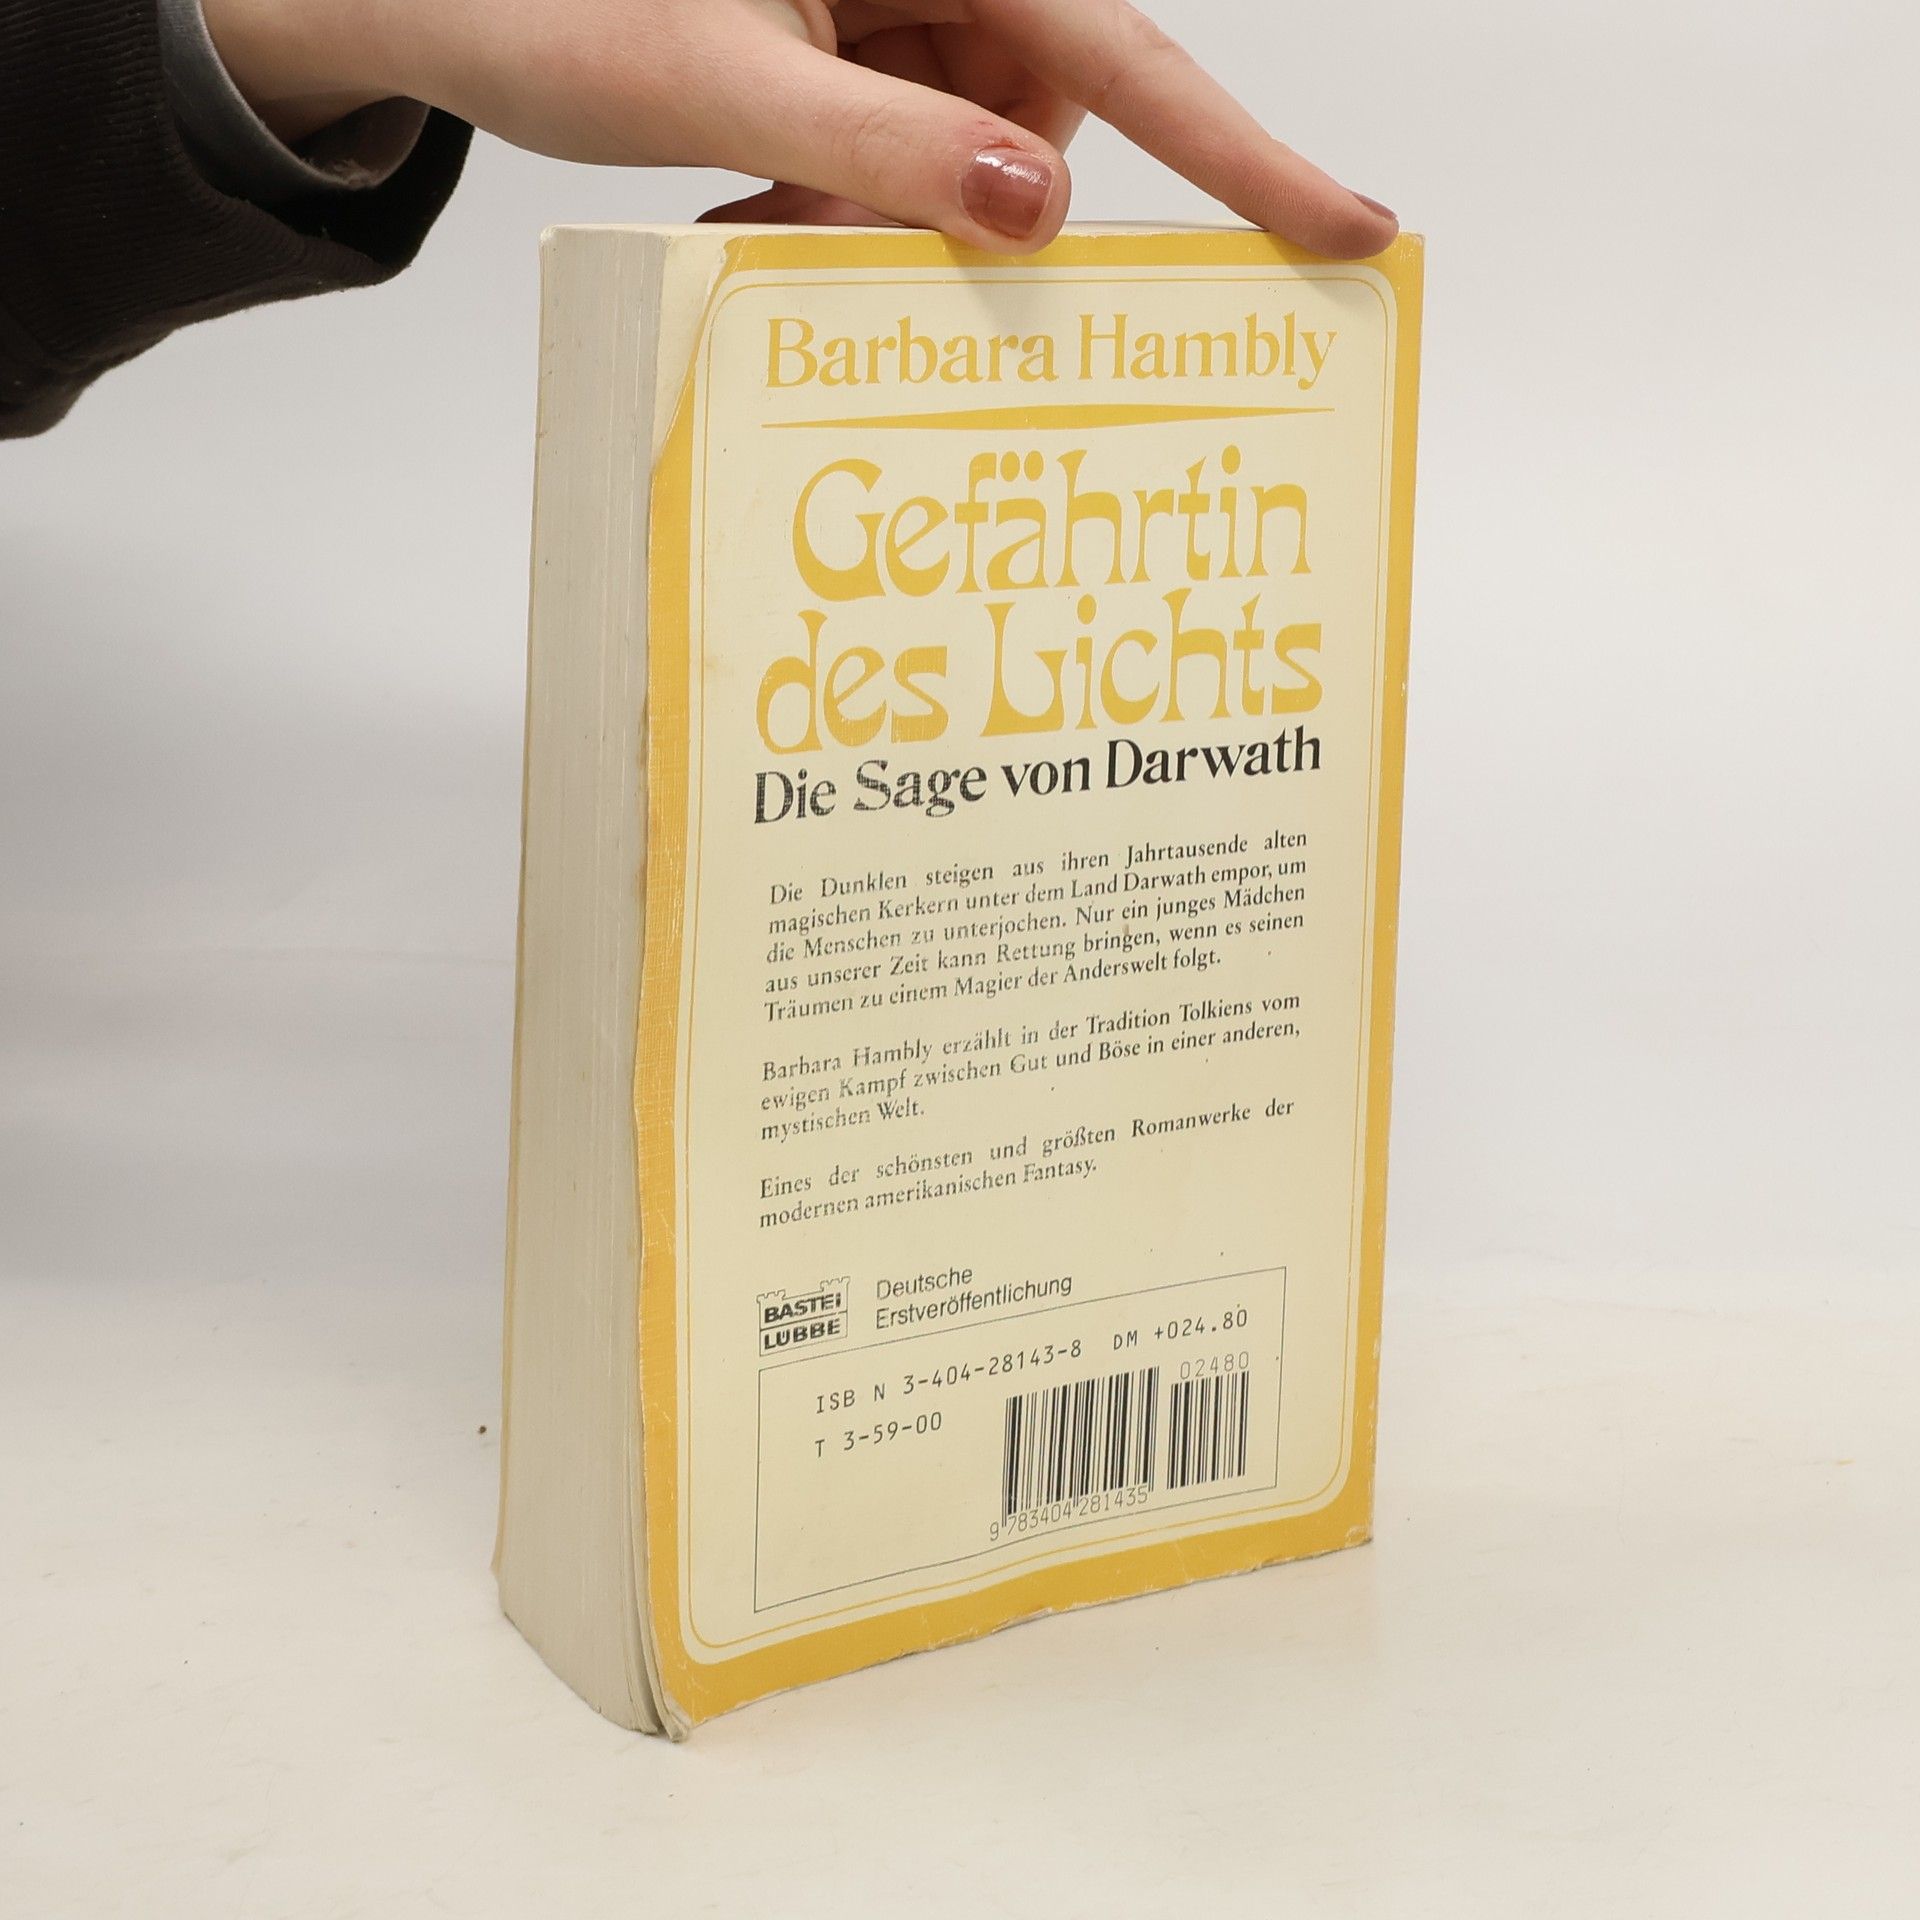 Barbara Hambly
Gefährtin
des Lichts
Die Sage von Darwath
Die Dunklen steigen aus ihren Jahrtausende alten
magischen Kerkern unter dem Land Darwath empor, um
die Menschen zu unterjochen. Nur ein junges Mädchen
aus unserer Zeit kann Rettung bringen, wenn es seinen
Träumen zu einem Magier der Anderswelt folgt.
Barbara Hambly erzählt in der Tradition Tolkiens vom
ewigen Kampf zwischen Gut und Böse in einer anderen,
mystischen Welt.
Eines der schönsten und größten Romanwerke der
modernen amerikanischen Fantasy.
BASTEI
LÜBBE
Deutsche
Erstveröffentlichung
ISB N 3-404-28143-8 DM +024.80
T 3-59-00
02480
9 783404 281435